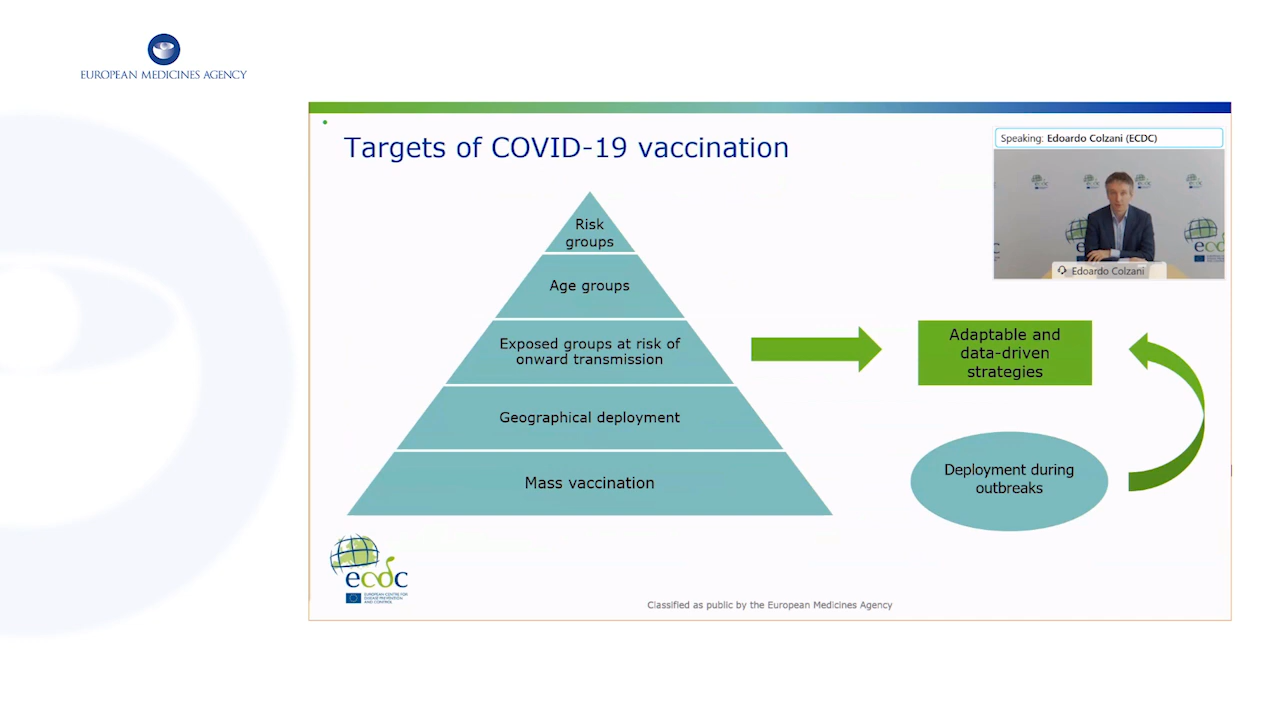 EUROPEAN MEDICINES AGENCY
Targets of COVID-19 vaccination
Speaking: Edoardo Colzani (ECDC)
Edoardo Colzani
Risk
groups
Age groups
Exposed groups at risk of
onward transmission
Geographical deployment
Mass vaccination
Adaptable and
data-driven
strategies
Deployment during
outbreaks
ecdc
EUROPEAN CENTRE FOR
DISEASE PREVENTION
AND CONTROL
Classified as public by the European Medicines Agency